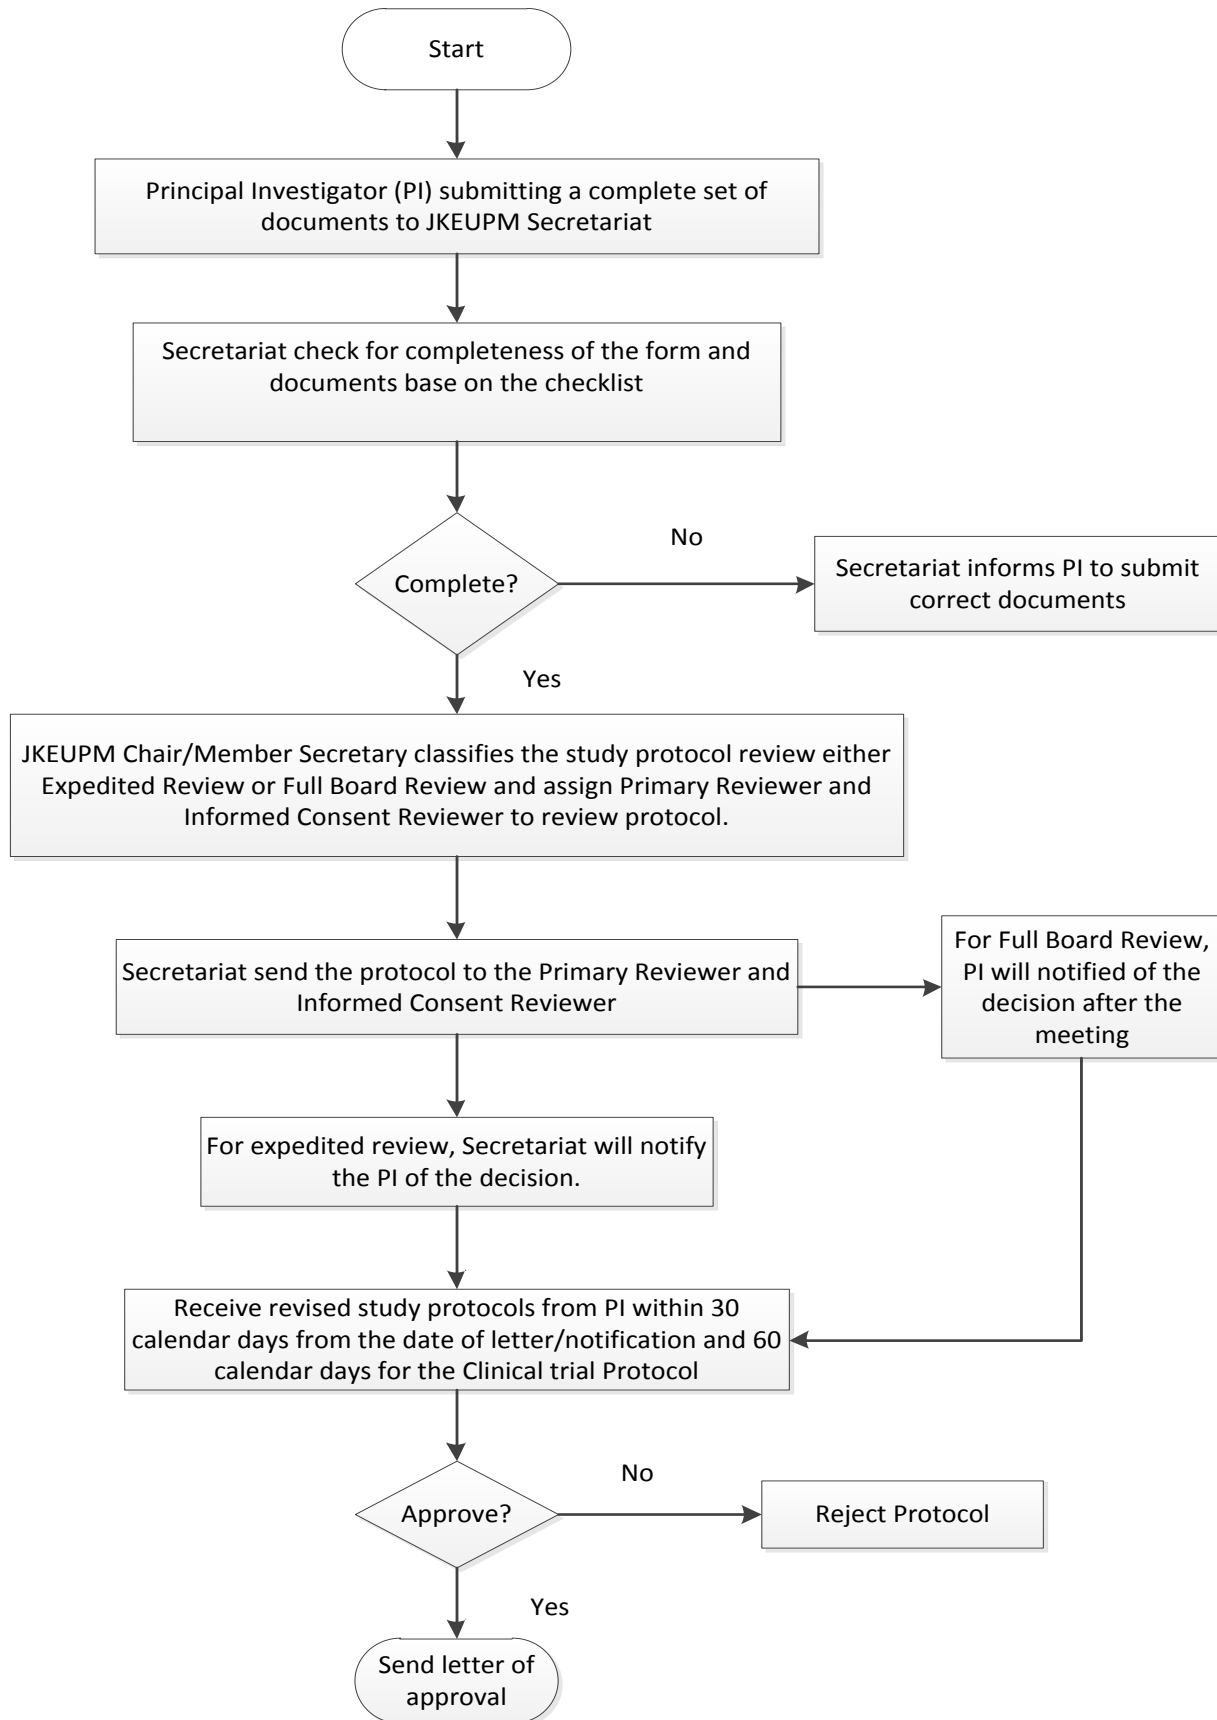 Start
Principal Investigator (PI) submitting a complete set of
documents to JKEUPM Secretariat
Secretariat check for completeness of the form and
documents base on the checklist
Complete?
No
Secretariat informs PI to submit
correct documents
Yes
JKEUPM Chair/Member Secretary classifies the study protocol review either
Expedited Review or Full Board Review and assign Primary Reviewer and
Informed Consent Reviewer to review protocol.
Secretariat send the protocol to the Primary Reviewer and
Informed Consent Reviewer
For Full Board Review,
PI will notified of the
decision after the
meeting
For expedited review, Secretariat will notify
the PI of the decision.
Receive revised study protocols from PI within 30
calendar days from the date of letter/notification and 60
calendar days for the Clinical trial Protocol
Approve?
No
Reject Protocol
Yes
Send letter of
approval